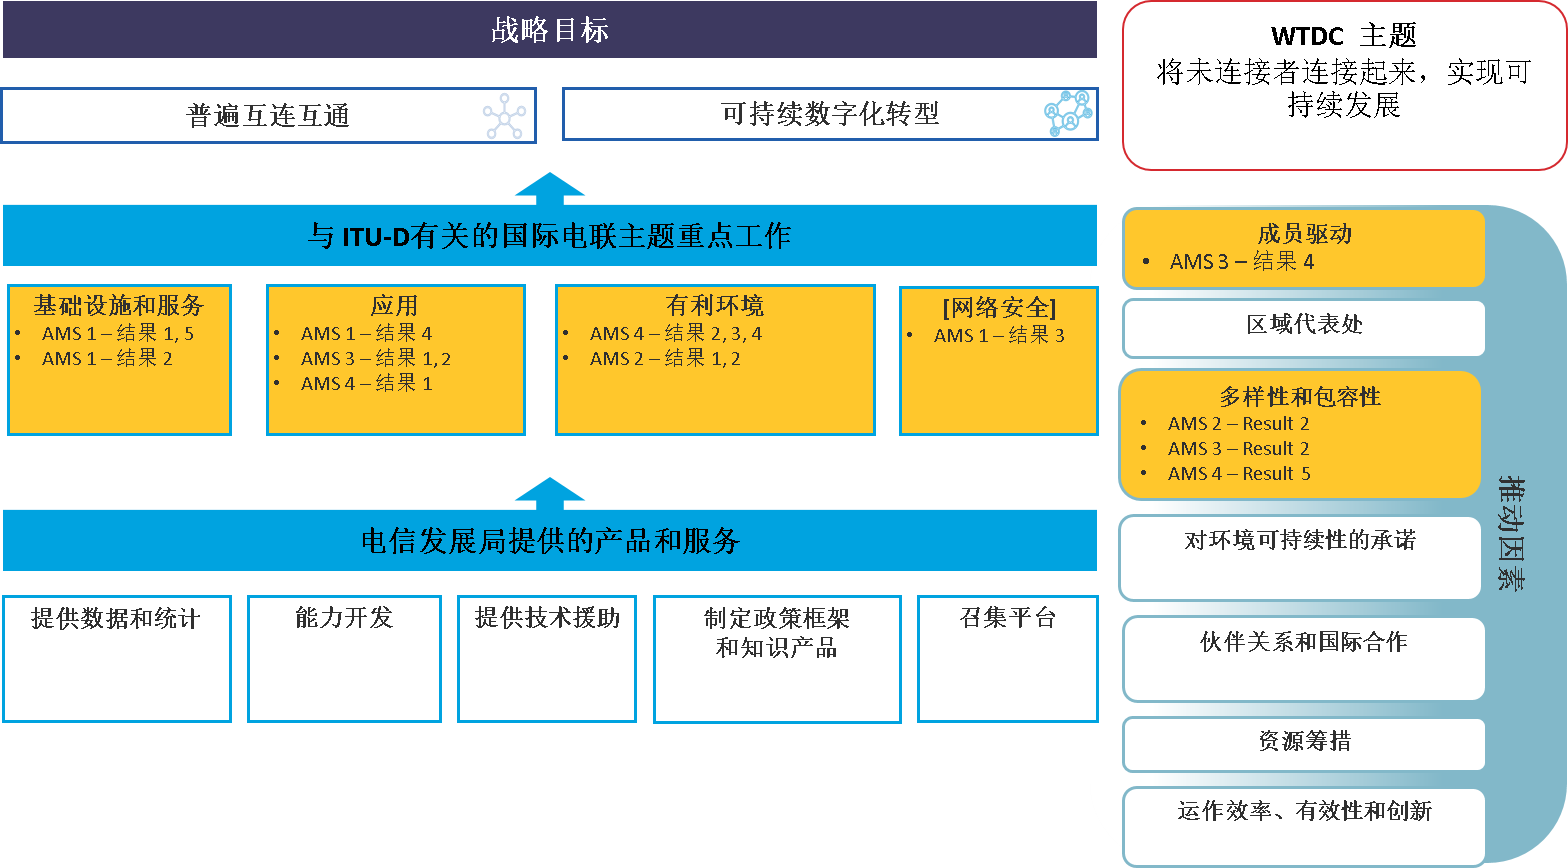 战略目标
普遍互连互通
可持续数字化转型
与 ITU-D有关的国际电联主题重点工作
基础设施和服务
• AMS 1 – 结果 1, 5
• AMS 1 – 结果 2
应用
• AMS 1 – 结果 4
• AMS 3 – 结果 1, 2
• AMS 4 – 结果 1
有利环境
• AMS 4 – 结果 2, 3, 4
• AMS 2 – 结果 1, 2
[网络安全]
• AMS 1 – 结果 3
电信发展局提供的产品和服务
提供数据和统计
能力开发
提供技术援助
制定政策框架
和知识产品
召集平台
WTDC 主题
将未连接者连接起来，实现可
持续发展
成员驱动
• AMS 3 – 结果 4
区域代表处
多样性和包容性
• AMS 2 – Result 2
• AMS 3 – Result 2
• AMS 4 – Result 5
对环境可持续性的承诺
伙伴关系和国际合作
资源筹措
运作效率、有效性和创新
推动因素